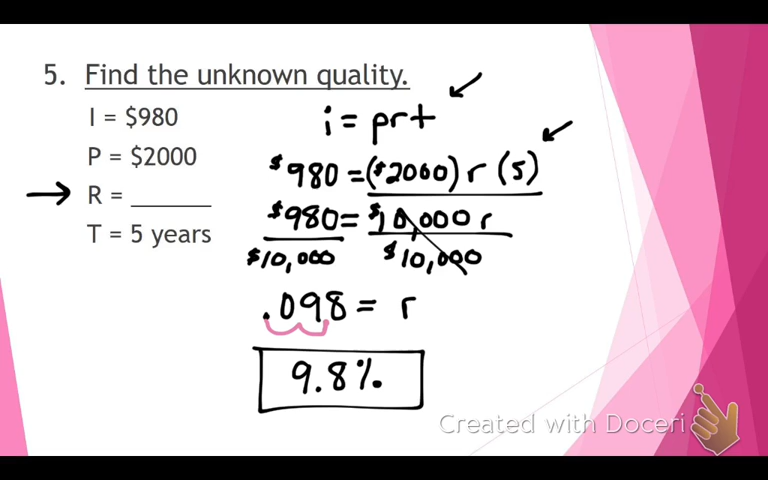 5. Find the unknown quality.
I = $980
P = $2000
R = ______
T = 5 years
i = prt
$980 = ($2000) r (5)
$980 = $10,000 r
$10,000 $10,000
.098 = r
9.8%
Created with Doceri